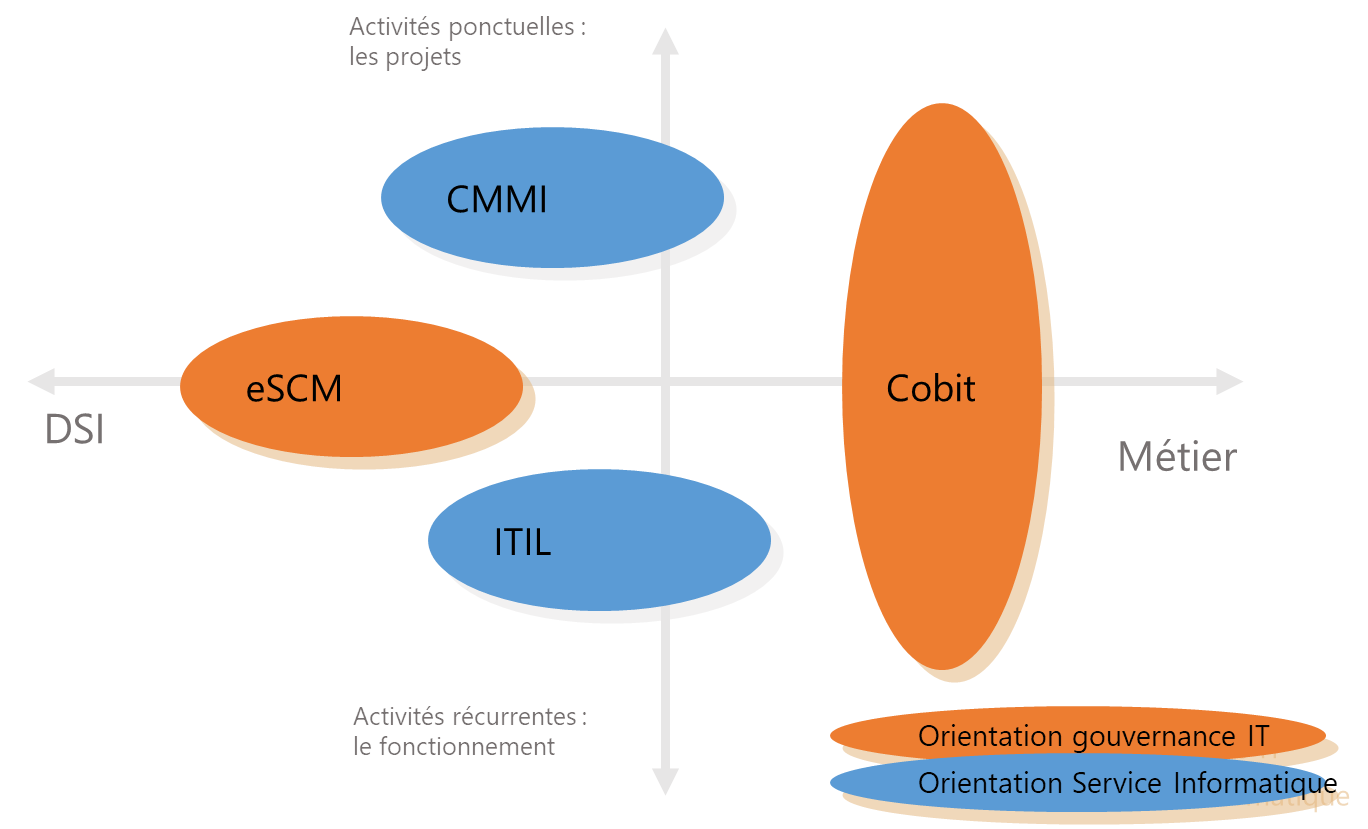 Activités ponctuelles :
les projets
CMMI
eSCM
Cobit
DSI
Métier
ITIL
Activités récurrentes :
le fonctionnement
Orientation gouvernance IT
Orientation Service Informatique